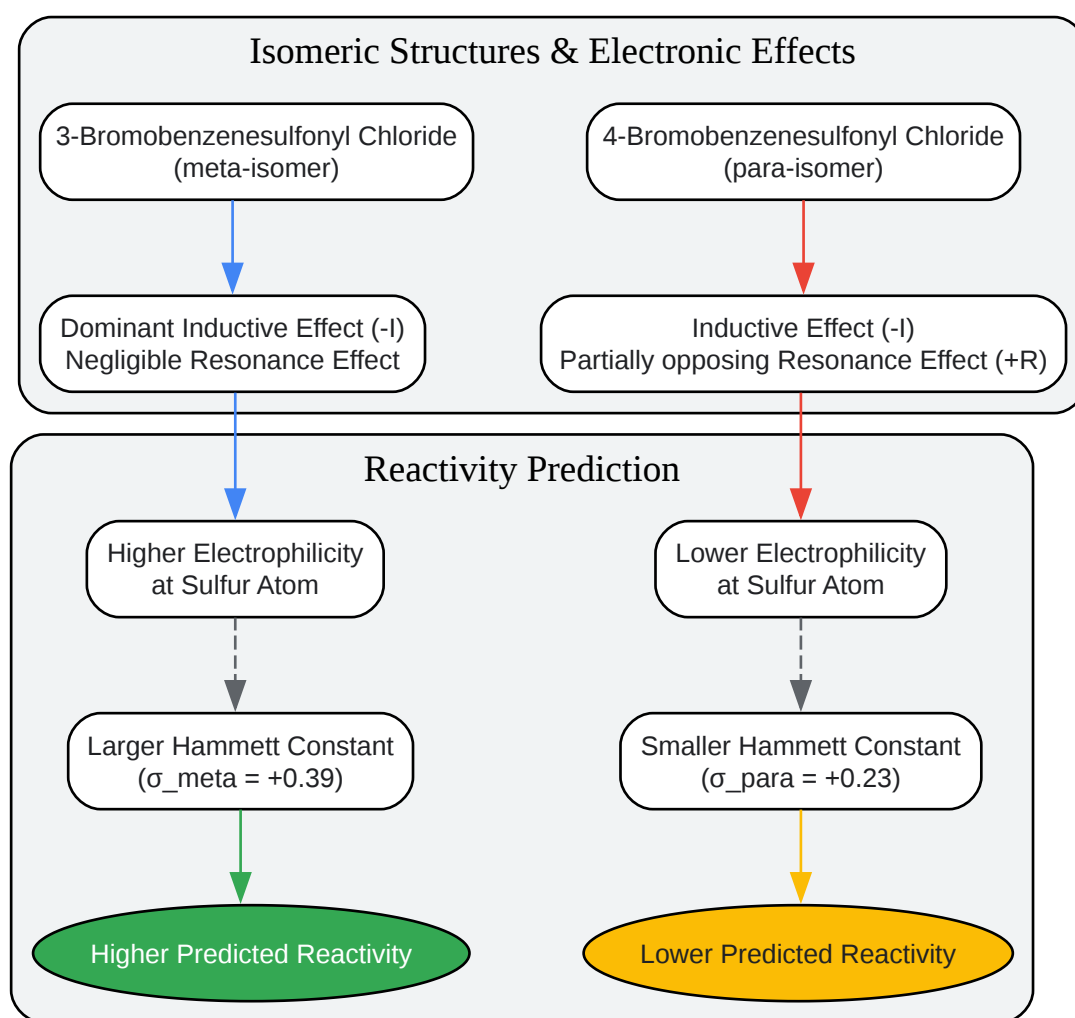 Isomeric Structures & Electronic Effects
3-Bromobenzenesulfonyl Chloride
(meta-isomer)
4-Bromobenzenesulfonyl Chloride
(para-isomer)
Dominant Inductive Effect (-I)
Negligible Resonance Effect
Inductive Effect (-I)
Partially opposing Resonance Effect (+R)
Reactivity Prediction
Higher Electrophilicity
at Sulfur Atom
Lower Electrophilicity
at Sulfur Atom
Larger Hammett Constant
(σ_meta = +0.39)
Smaller Hammett Constant
(σ_para = +0.23)
Higher Predicted Reactivity
Lower Predicted Reactivity